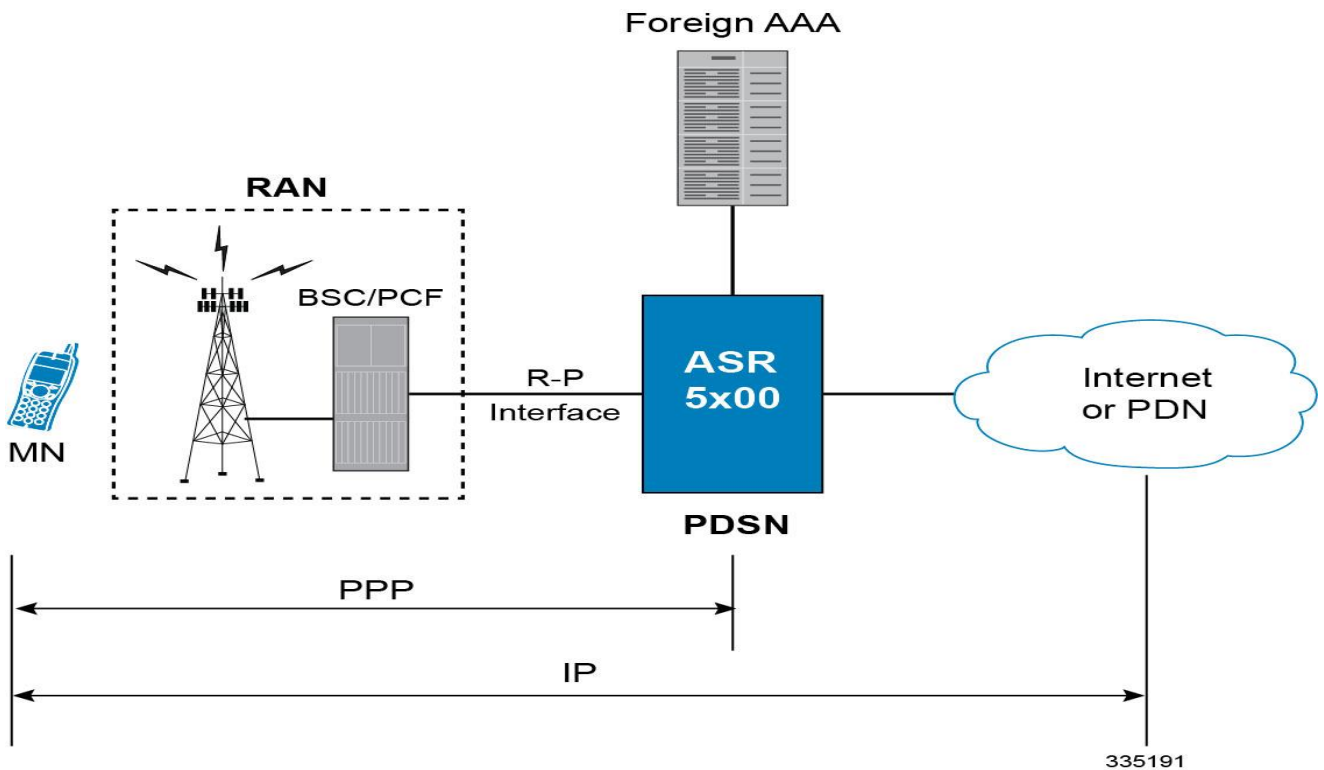 Foreign AAA
RAN
BSC/PCF
ASR
5x00
R-P
Interface
Internet
or PDN
MN
PDSN
PPP
IP
335191